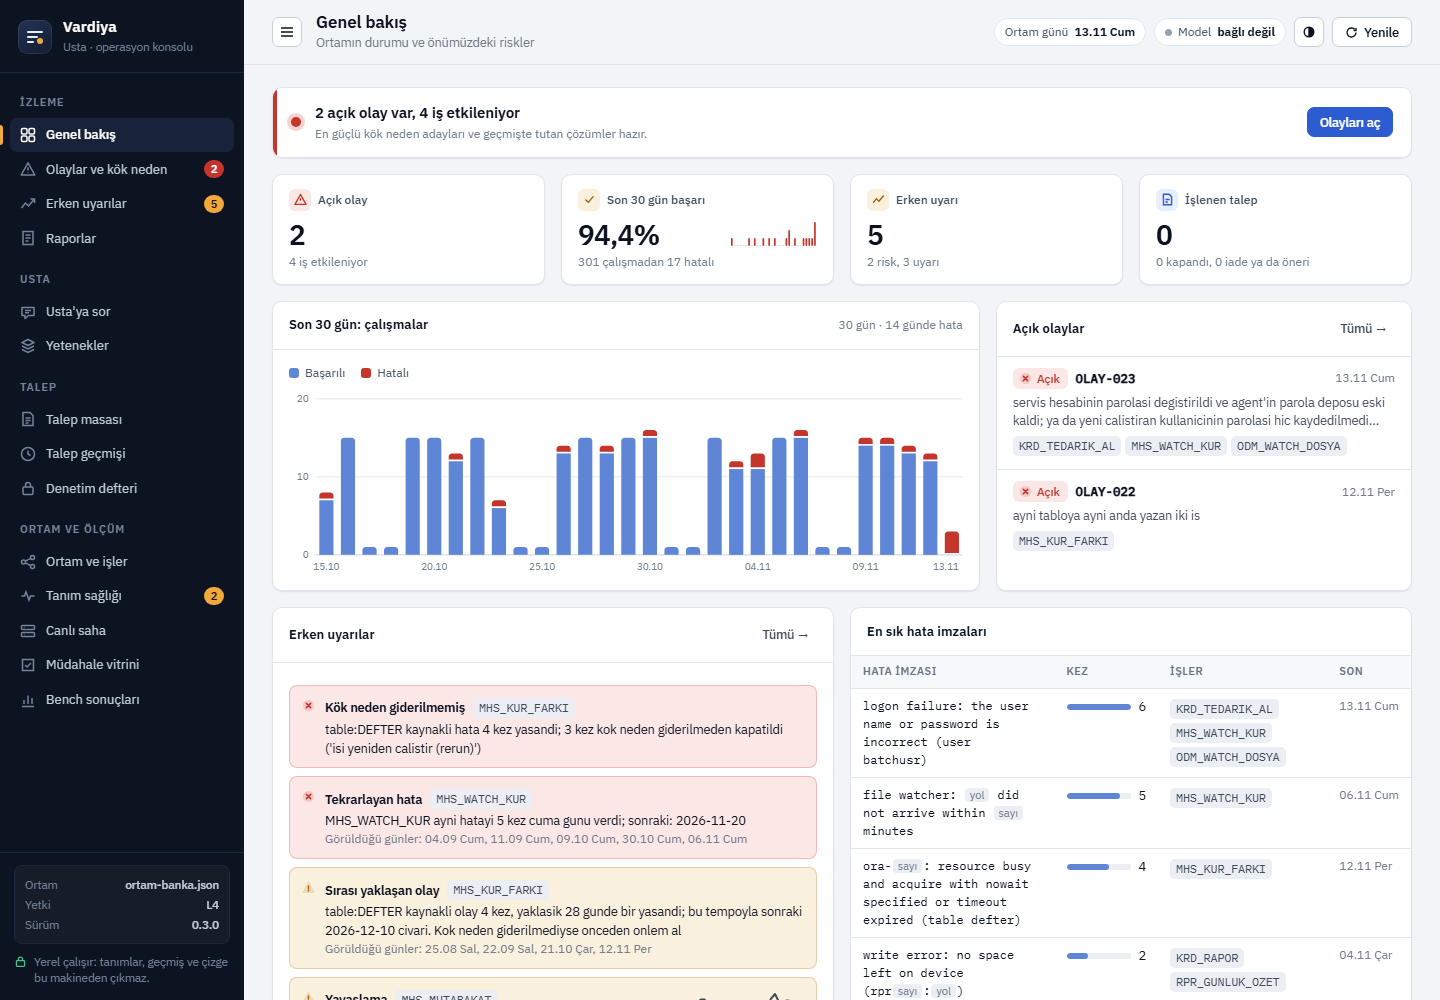 Vardiya
Usta · operasyon konsolu
İZLEME
Genel bakış
Olaylar ve kök neden 2
Erken uyarılar 5
Raporlar
USTA
Usta'ya sor
Yetenekler
TALEP
Talep masası
Talep geçmişi
Denetim defteri
ORTAM VE ÖLÇÜM
Ortam ve işler
Tanım sağlığı 2
Canlı saha
Müdahale vitrini
Bench sonuçları
Ortam ortam-banka.json
Yetki L4
Sürüm 0.3.0
Yerel çalışır: tanımlar, geçmiş ve çizge
bu makineden çıkmaz.
Genel bakış
Ortamın durumu ve önümüzdeki riskler
Ortam günü 13.11 Cum
Model bağlı değil
Yenile
2 açık olay var, 4 iş etkileniyor
En güçlü kök neden adayları ve geçmişte tutan çözümler hazır.
Olayları aç
Açık olay
2
4 iş etkileniyor
Son 30 gün başarı
94,4%
301 çalışmadan 17 hatalı
Erken uyarı
5
2 risk, 3 uyarı
İşlenen talep
0
0 kapandı, 0 iade ya da öneri
Son 30 gün: çalışmalar
30 gün · 14 günde hata
Başarılı Hatalı
20
10
0
15.10 20.10 25.10 30.10 04.11 09.11 13.11
Açık olaylar
Tümü →
Açık OLAY-023 13.11 Cum
servis hesabinin parolasi degistirildi ve agent'in parola deposu eski
kaldi; ya da yeni calistiran kullanicinin parolasi hic kaydedilmedi...
KRD_TEDARIK_AL MHS_WATCH_KUR ODM_WATCH_DOSYA
Açık OLAY-022 12.11 Per
ayni tabloya ayni anda yazan iki is
MHS_KUR_FARKI
Erken uyarılar
Tümü →
Kök neden giderilmemiş MHS_KUR_FARKI
table:DEFTER kaynakli hata 4 kez yasandi; 3 kez kok neden giderilmeden kapatildi
('isi yeniden calistir (rerun)')
Tekrarlayan hata MHS_WATCH_KUR
MHS_WATCH_KUR ayni hatayi 5 kez cuma gunu verdi; sonraki: 2026-11-20
Görüldüğü günler: 04.09 Cum, 11.09 Cum, 09.10 Cum, 30.10 Cum, 06.11 Cum
Sırası yaklaşan olay MHS_KUR_FARKI
table:DEFTER kaynakli olay 4 kez, yaklasik 28 gunde bir yasandi; bu tempoyla sonraki
2026-12-10 civari. Kok neden giderilmediyse onceden onlem al
Görüldüğü günler: 25.08 Sal, 22.09 Sal, 21.10 Çar, 12.11 Per
Yavaşlama MHS_MUTABAKAT
En sık hata imzaları
HATA İMZASI KEZ İŞLER SON
logon failure: the user
name or password is
incorrect (user
batchusr)
6
KRD_TEDARIK_AL
MHS_WATCH_KUR
ODM_WATCH_DOSYA
13.11 Cum
file watcher: yol did
not arrive within sayı
minutes
5
MHS_WATCH_KUR
06.11 Cum
ora- sayı : resource busy
and acquire with nowait
specified or timeout
expired (table defter)
4
MHS_KUR_FARKI
12.11 Per
write error: no space
left on device
(rpr sayı : yol )
2
KRD_RAPOR
RPR_GUNLUK_OZET
04.11 Çar